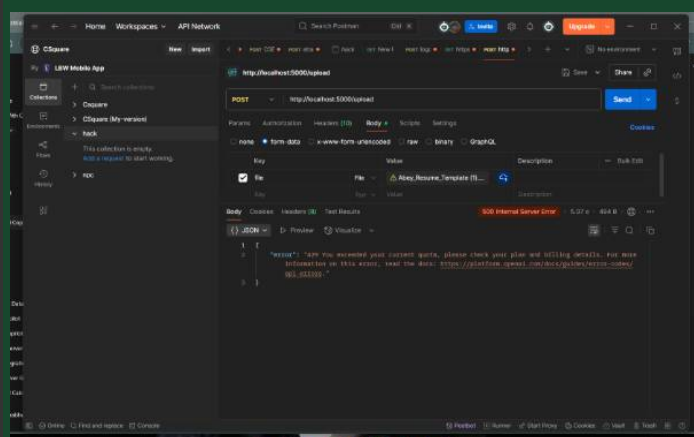 Home Workspaces API Network
Search Postman
Ctrl K
Invite
Upgrade
CSquare
New Import
POST
No environment
LBW Mobile App
http://localhost:5000/upload
Save
Share
Collections
Search collections
Csquare
POST
http://localhost:5000/upload
Send
Environments
CSquare (My-version)
hack
Params Authorization Headers (10) Body Scripts Settings
Cookies
Flows
This collection is empty.
Add a request to start working.
none form-data x-www-form-urlencoded raw binary GraphQL
History
npc
Key Value Description Bulk Edit
file File Abey_Resume_Template (1)....
Key Value Description
Body Cookies Headers (8) Test Results
500 Internal Server Error
JSON Preview Visualize
1 {
2 "error": "429 You exceeded your current quota, please check your plan and billing details. For more
information on this error, read the docs: https://platform.openai.com/docs/guides/error-codes/
api-errors."
3 }
Online Find and replace Console
Postbot Runner Start Proxy Cookies Vault Trash